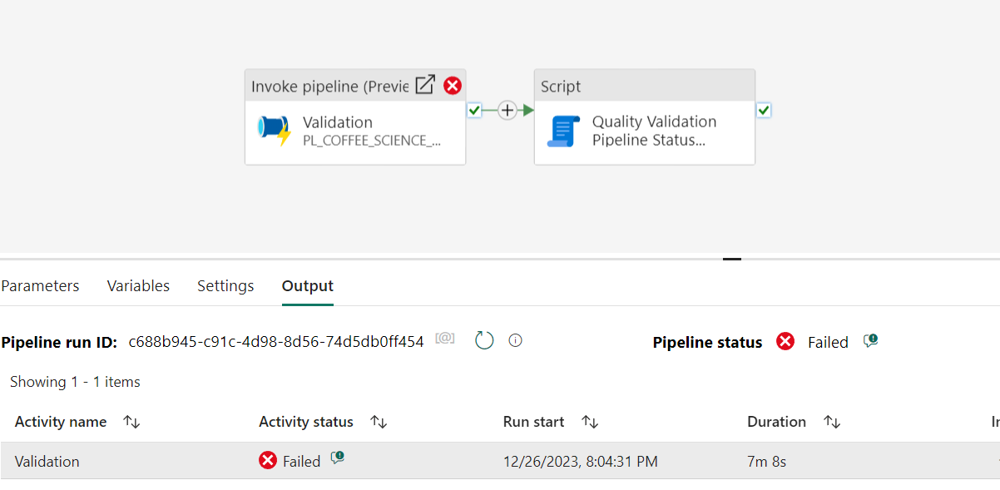 Invoke pipeline (Previe
Script
Validation
PL_COFFEE_SCIENCE_...
Quality Validation
Pipeline Status...
Parameters Variables Settings Output
Pipeline run ID: c688b945-c91c-4d98-8d56-74d5db0ff454 [@] Pipeline status Failed
Showing 1 - 1 items
Activity name Activity status Run start Duration In
Validation Failed 12/26/2023, 8:04:31 PM 7m 8s